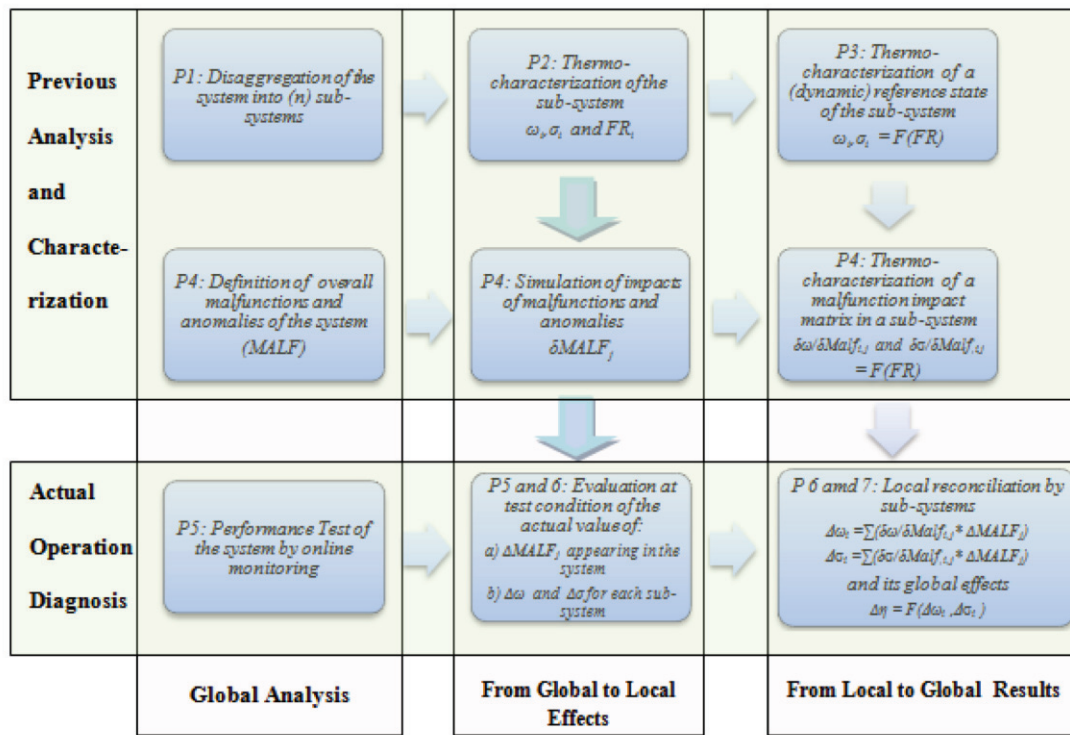 Previous
Analysis
and
Characte-
rization
P1: Disaggregation of the
system into (n) sub-
systems
P2: Thermo-
characterization of the
sub-system
ωᵢ, σᵢ and FRᵢ
P3: Thermo-
characterization of a
(dynamic) reference state
of the sub-system
ωᵢ, σᵢ = F(FR)
P4: Definition of overall
malfunctions and
anomalies of the system
(MALF)
P4: Simulation of impacts
of malfunctions and
anomalies
δMALFⱼ
P4: Thermo-
characterization of a
malfunction impact
matrix in a sub-system
δω/δMalfᵢ,ⱼ and δσ/δMalfᵢ,ⱼ
= F(FR)
Actual
Operation
Diagnosis
P5: Performance Test of
the system by online
monitoring
P5 and 6: Evaluation at
test condition of the
actual value of:
a) ΔMALFⱼ appearing in the
system
b) Δω and Δσ for each sub-
system
P 6 amd 7: Local reconciliation by
sub-systems
Δωᵢ =∑(δω/δMalfᵢ,ⱼ* ΔMALFⱼ)
Δσᵢ =∑(δσ/δMalfᵢ,ⱼ* ΔMALFⱼ)
and its global effects
Δη = F(Δωᵢ ,Δσᵢ )
Global Analysis
From Global to Local
Effects
From Local to Global Results